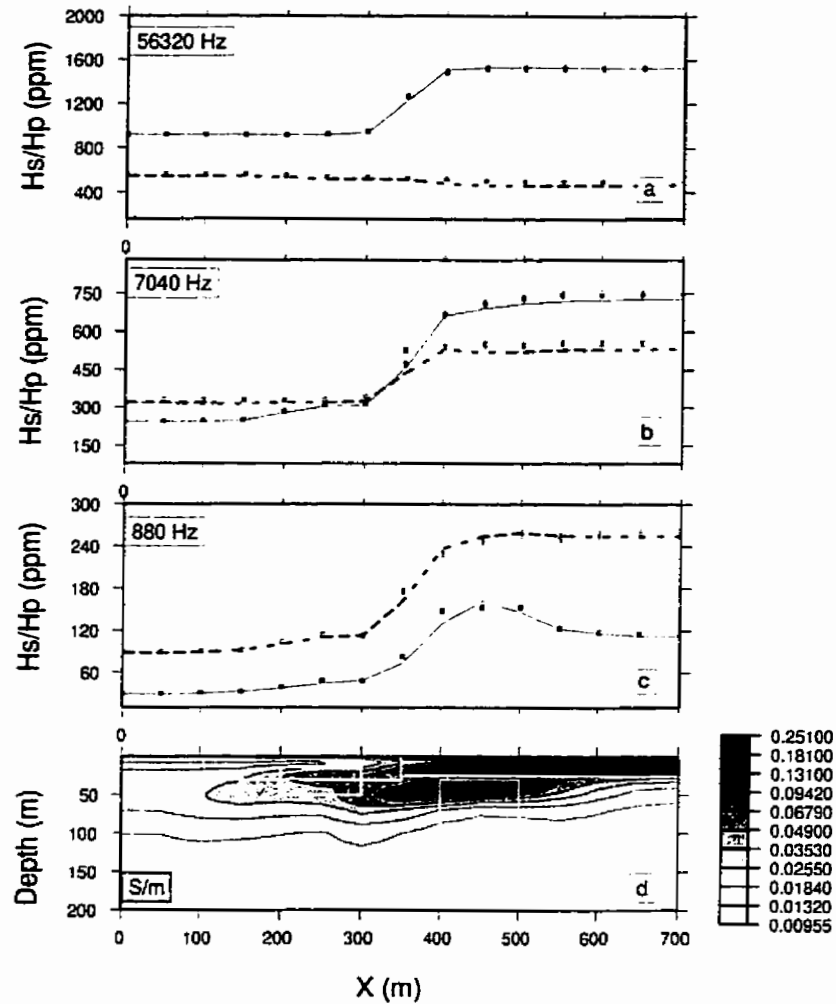 2000
1600
1200
800
400
Hs/Hp (ppm)
56320 Hz
a
0
750
600
450
300
150
Hs/Hp (ppm)
7040 Hz
b
0
300
240
180
120
60
Hs/Hp (ppm)
880 Hz
c
0
50
100
150
200
Depth (m)
S/m
d
0 100 200 300 400 500 600 700
X (m)
0.25100
0.18100
0.13100
0.09420
0.06790
0.04900
0.03530
0.02550
0.01840
0.01320
0.00955